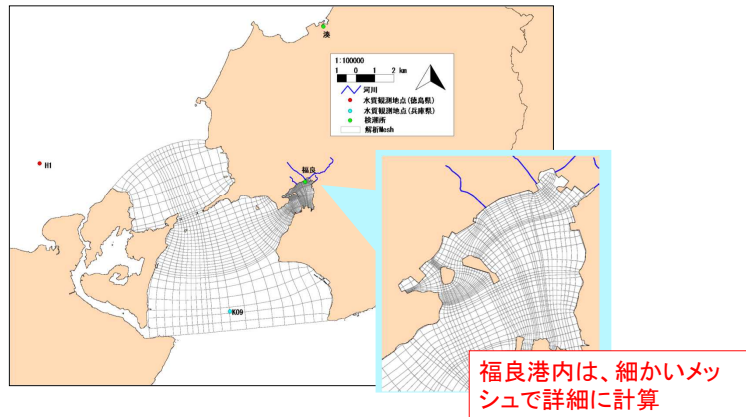 湊
1:100000
1 0 1 2 km
河川
水質観測地点(徳島県)
水質観測地点(兵庫県)
検潮所
解析Mesh
H1
福良
K09
福良港内は、細かいメッ
シュで詳細に計算